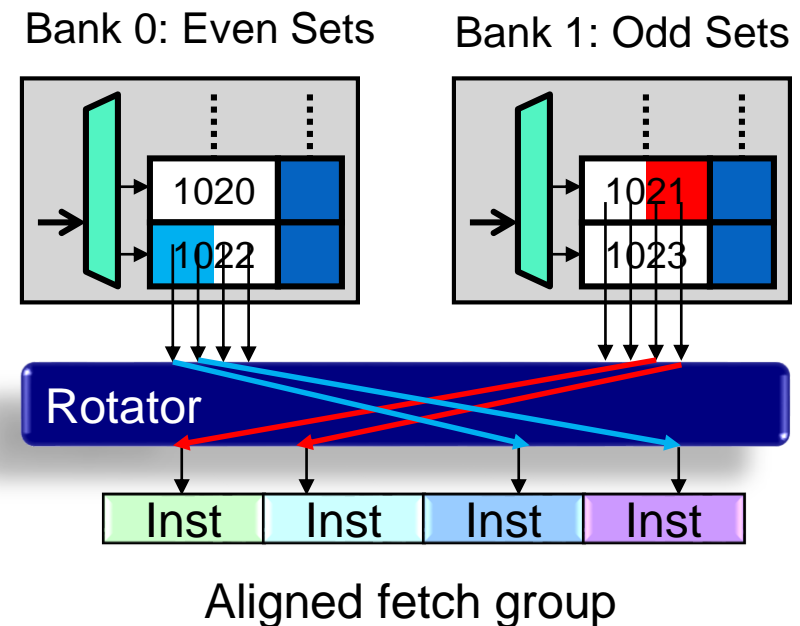 Bank 0: Even Sets
Bank 1: Odd Sets
1020
1022
1021
1023
Rotator
Inst Inst Inst Inst
Aligned fetch group